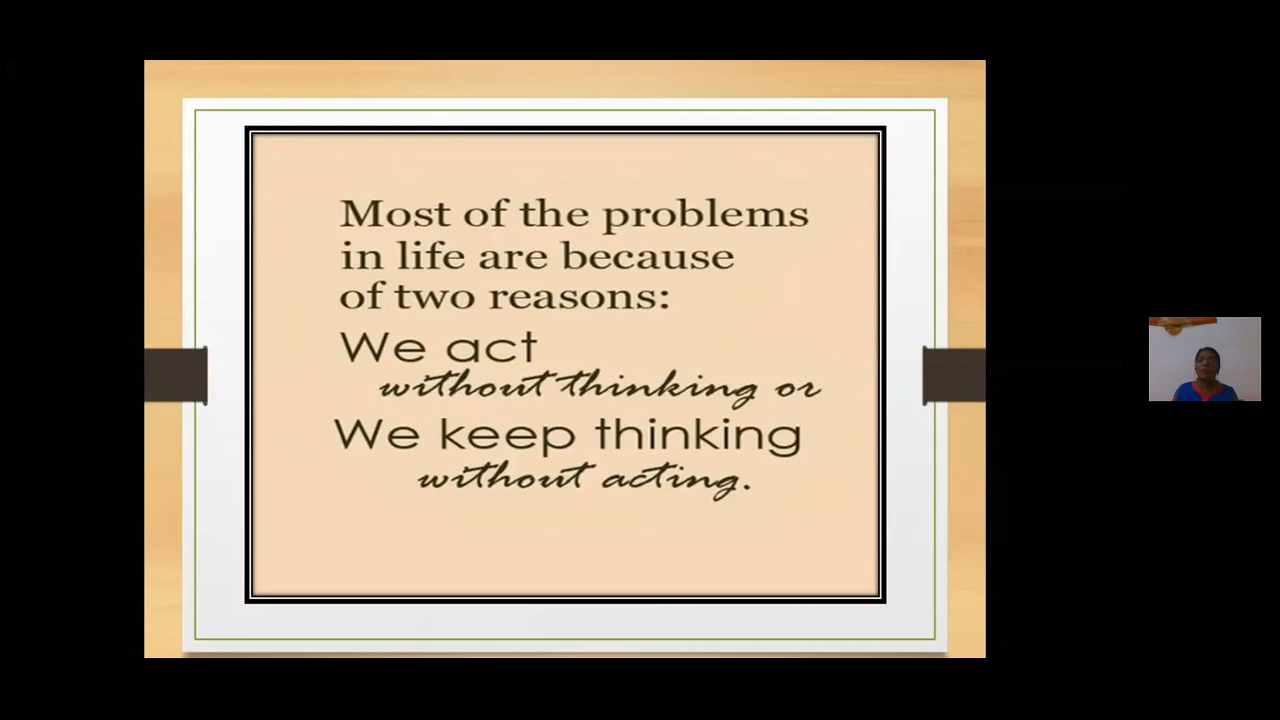 Most of the problems
in life are because
of two reasons:
We act
without thinking or
We keep thinking
without acting.